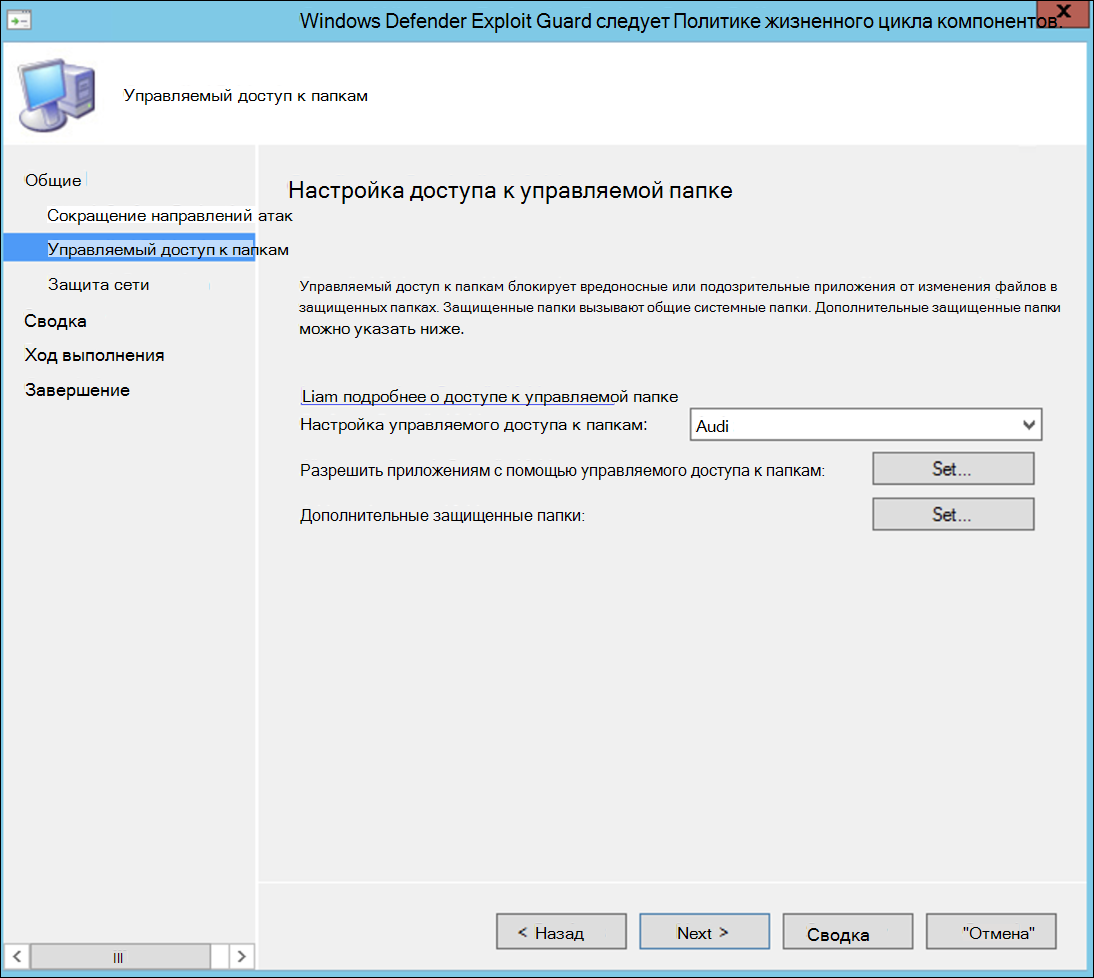 Windows Defender Exploit Guard следует Политике жизненного цикла компонентов.
X
Управляемый доступ к папкам
Общие
Сокращение направлений атак
Управляемый доступ к папкам
Защита сети
Сводка
Ход выполнения
Завершение
Настройка доступа к управляемой папке
Управляемый доступ к папкам блокирует вредоносные или подозрительные приложения от изменения файлов в
защищенных папках. Защищенные папки вызывают общие системные папки. Дополнительные защищенные папки
можно указать ниже.
Liam подробнее о доступе к управляемой папке
Настройка управляемого доступа к папкам:
Audi
Разрешить приложениям с помощью управляемого доступа к папкам:
Set...
Дополнительные защищенные папки:
Set...
< Назад
Next >
Сводка
"Отмена"